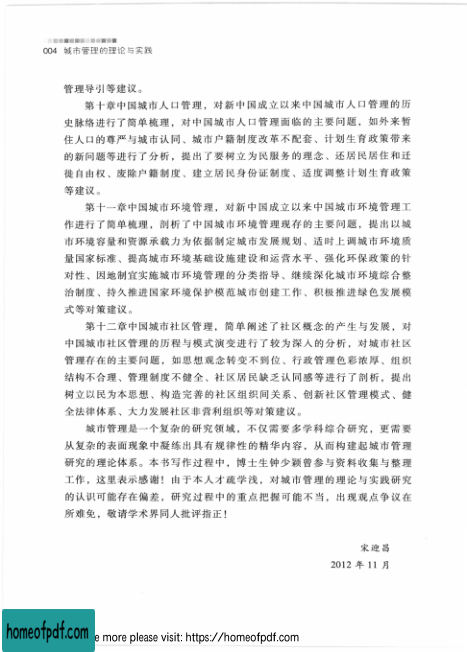 004 城市管理的理论与实践
管理导引等建议。
第十章中国城市人口管理，对新中国成立以来中国城市人口管理的历
史脉络进行了简单梳理，对中国城市人口管理面临的主要问题，如外来暂
住人口的尊严与城市认同、城市户籍制度改革不配套、计划生育政策带来
的新问题等进行了分析，提出了要树立为民服务的理念、还居民居住和迁
徙自由权、废除户籍制度、建立居民身份证制度、适度调整计划生育政策
等建议。
第十一章中国城市环境管理，对新中国成立以来中国城市环境管理工
作进行了简单梳理，剖析了中国城市环境管理现存的主要问题，提出以城
市环境容量和资源承载力为依据制定城市发展规划、适时上调城市环境质
量国家标准、提高城市环境基础设施建设和运营水平、强化环保政策的针
对性、因地制宜实施城市环境管理的分类指导、继续深化城市环境综合整
治制度、持久推进国家环境保护模范城市创建工作、积极推进绿色发展模
式等对策建议。
第十二章中国城市社区管理，简单阐述了社区概念的产生与发展，对
中国城市社区管理的历程与模式演变进行了较为深入的分析，对城市社区
管理存在的主要问题，如思想观念转变不到位、行政管理色彩浓厚、组织
结构不合理、管理制度不健全、社区居民缺乏认同感等进行了剖析，提出
树立以民为本思想、构造完善的社区组织间关系、创新社区管理模式、健
全法律体系、大力发展社区非营利组织等对策建议。
城市管理是一个复杂的研究领域，不仅需要多学科综合研究，更需要
从复杂的表面现象中凝练出具有规律性的精华内容，从而构建起城市管理
研究的理论体系。本书写作过程中，博士生钟少颖曾参与资料收集与整理
工作，这里表示感谢！由于本人才疏学浅，对城市管理的理论与实践研究
的认识可能存在偏差，研究过程中的重点把握可能不当，出现观点争议在
所难免，敬请学术界同人批评指正！
宋迎昌
2012 年 11 月
homeofpdf.com
e more please visit: https://homeofpdf.com